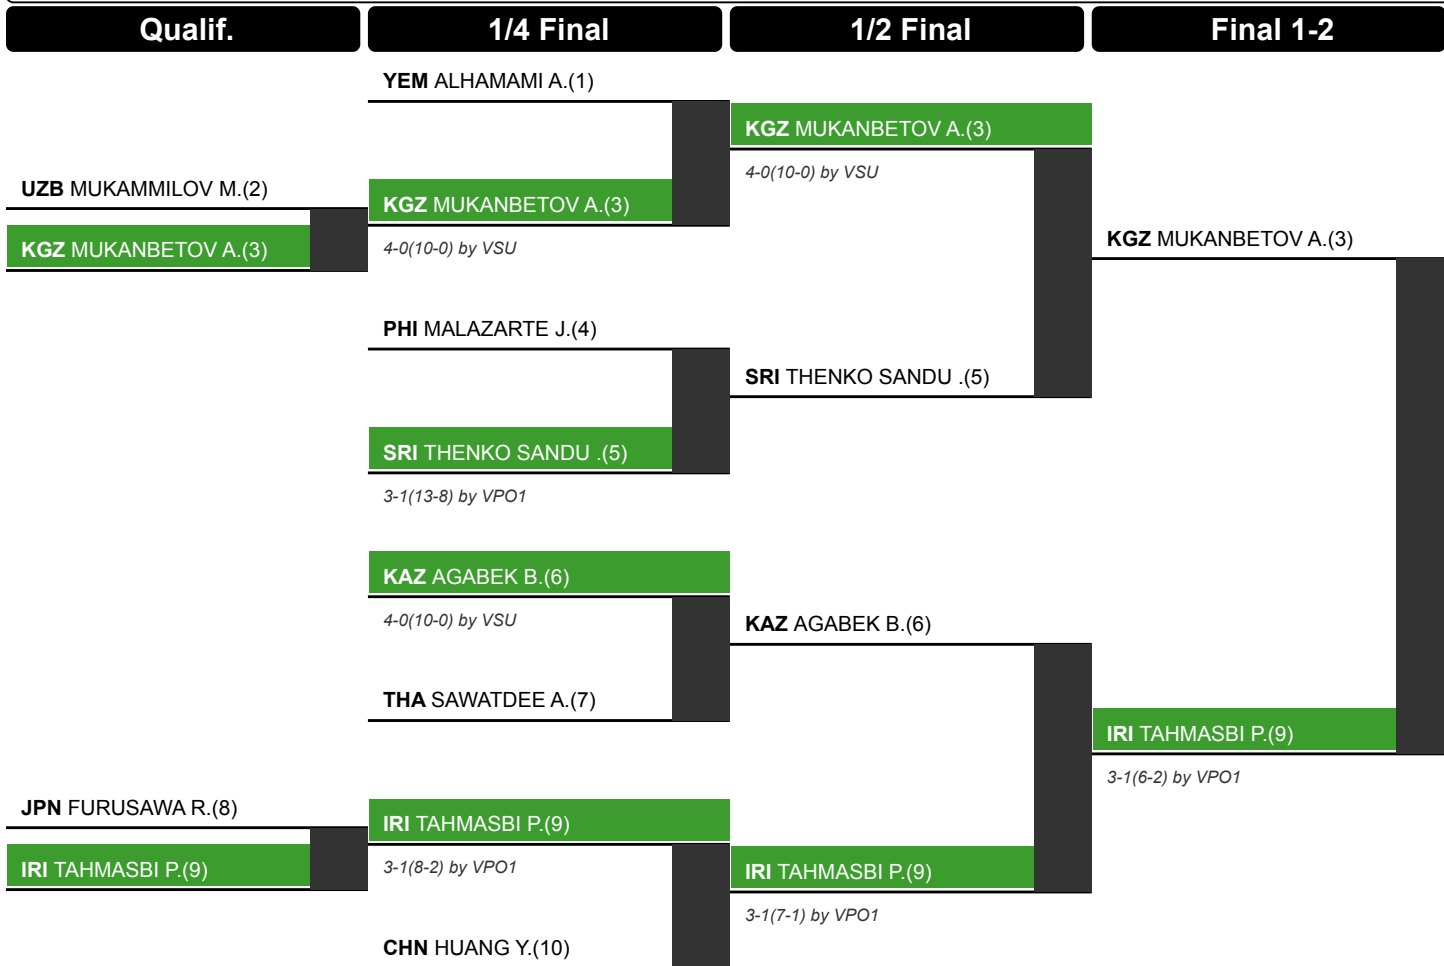 Qualif.
1/4 Final
1/2 Final
Final 1-2
YEM ALHAMAMI A.(1)
KGZ MUKANBETOV A.(3)
4-0(10-0) by VSU
UZB MUKAMMILOV M.(2)
KGZ MUKANBETOV A.(3)
KGZ MUKANBETOV A.(3)
4-0(10-0) by VSU
KGZ MUKANBETOV A.(3)
PHI MALAZARTE J.(4)
SRI THENKO SANDU .(5)
SRI THENKO SANDU .(5)
3-1(13-8) by VPO1
KAZ AGABEK B.(6)
4-0(10-0) by VSU
KAZ AGABEK B.(6)
THA SAWATDEE A.(7)
IRI TAHMASBI P.(9)
3-1(6-2) by VPO1
JPN FURUSAWA R.(8)
IRI TAHMASBI P.(9)
IRI TAHMASBI P.(9)
3-1(8-2) by VPO1
IRI TAHMASBI P.(9)
3-1(7-1) by VPO1
CHN HUANG Y.(10)